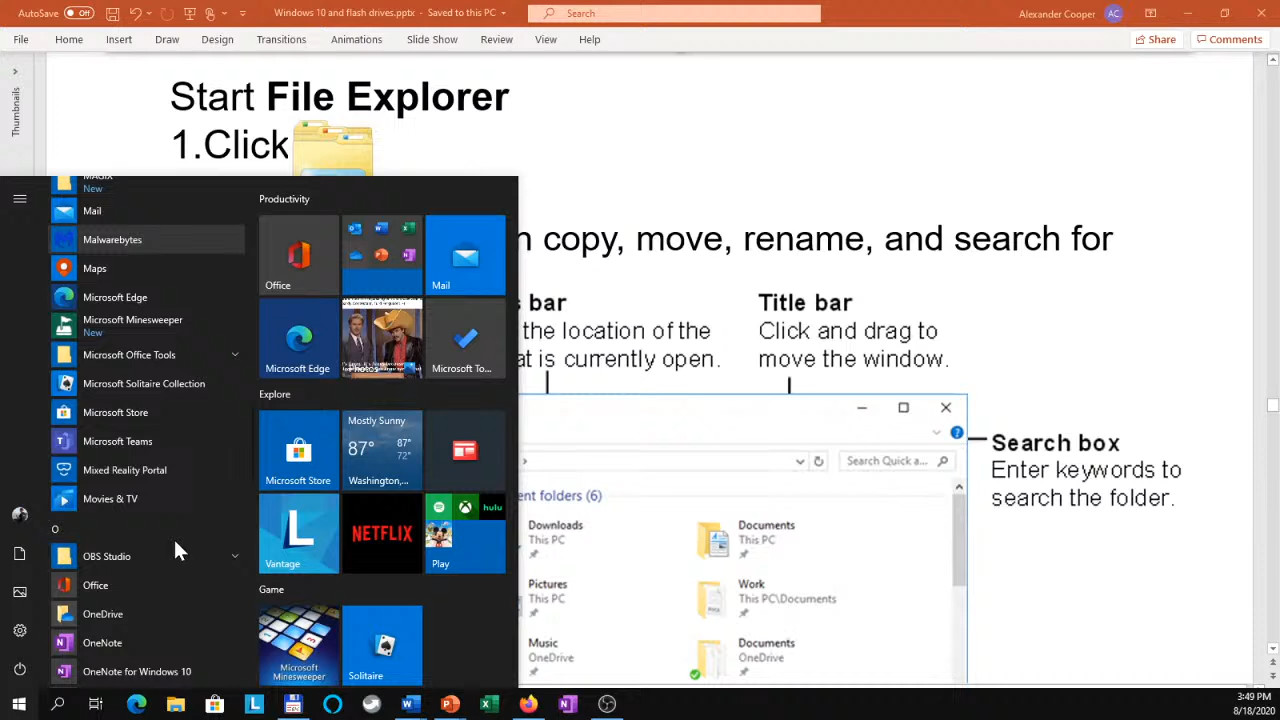 AutoSave Off Windows 10 and flash drives.pptx - Saved to this PC Search Alexander Cooper AC
File Home Insert Draw Design Transitions Animations Slide Show Review View Help Share Comments
Thumbnails
Start File Explorer
1.Click
n copy, move, rename, and search for
s bar
the location of the
at is currently open.
Title bar
Click and drag to
move the window.
Search box
Enter keywords to
search the folder.
Search Quick a...
ent folders (6)
Downloads
This PC
Documents
This PC
Pictures
This PC
Work
This PC\Documents
Music
OneDrive
Documents
OneDrive
MAGIX
New
Mail
Malwarebytes
Maps
Microsoft Edge
Microsoft Minesweeper
New
Microsoft Office Tools
Microsoft Solitaire Collection
Microsoft Store
Microsoft Teams
Mixed Reality Portal
Movies & TV
O
OBS Studio
Office
OneDrive
OneNote
OneNote for Windows 10
Productivity
Office
Mail
Microsoft Edge
Photos
Microsoft To...
Explore
Microsoft Store
Mostly Sunny
87° 87°
72°
Washington,...
L
Vantage
NETFLIX
hulu
Play
Game
Microsoft
Minesweeper
Solitaire
3:49 PM
8/18/2020